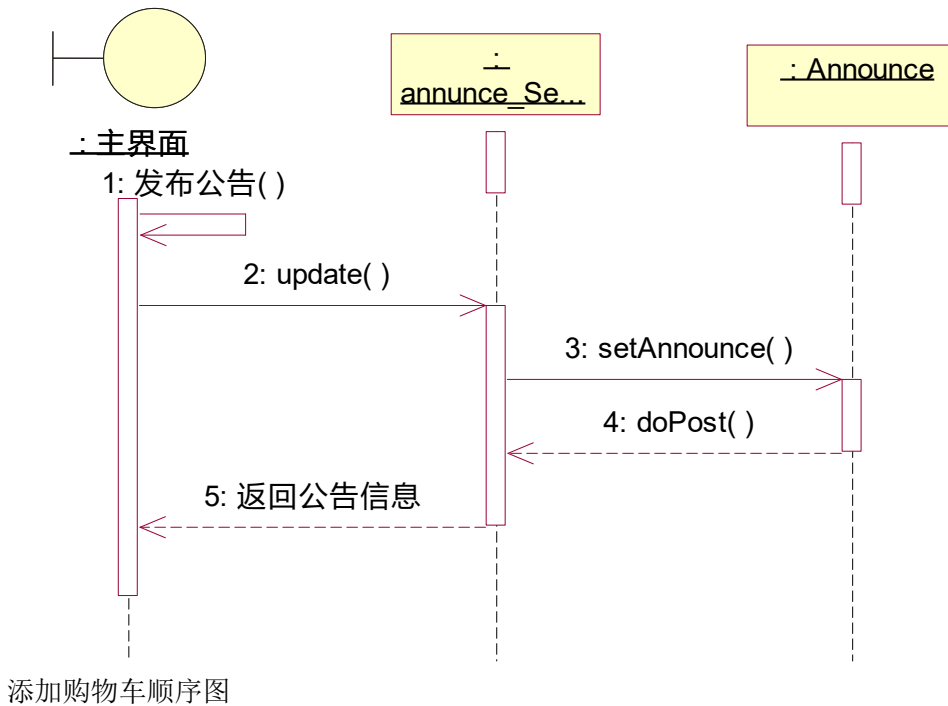 :
annunce_Se...
: Announce
: 主界面
1: 发布公告( )
2: update( )
3: setAnnounce( )
4: doPost( )
5: 返回公告信息
添加购物车顺序图